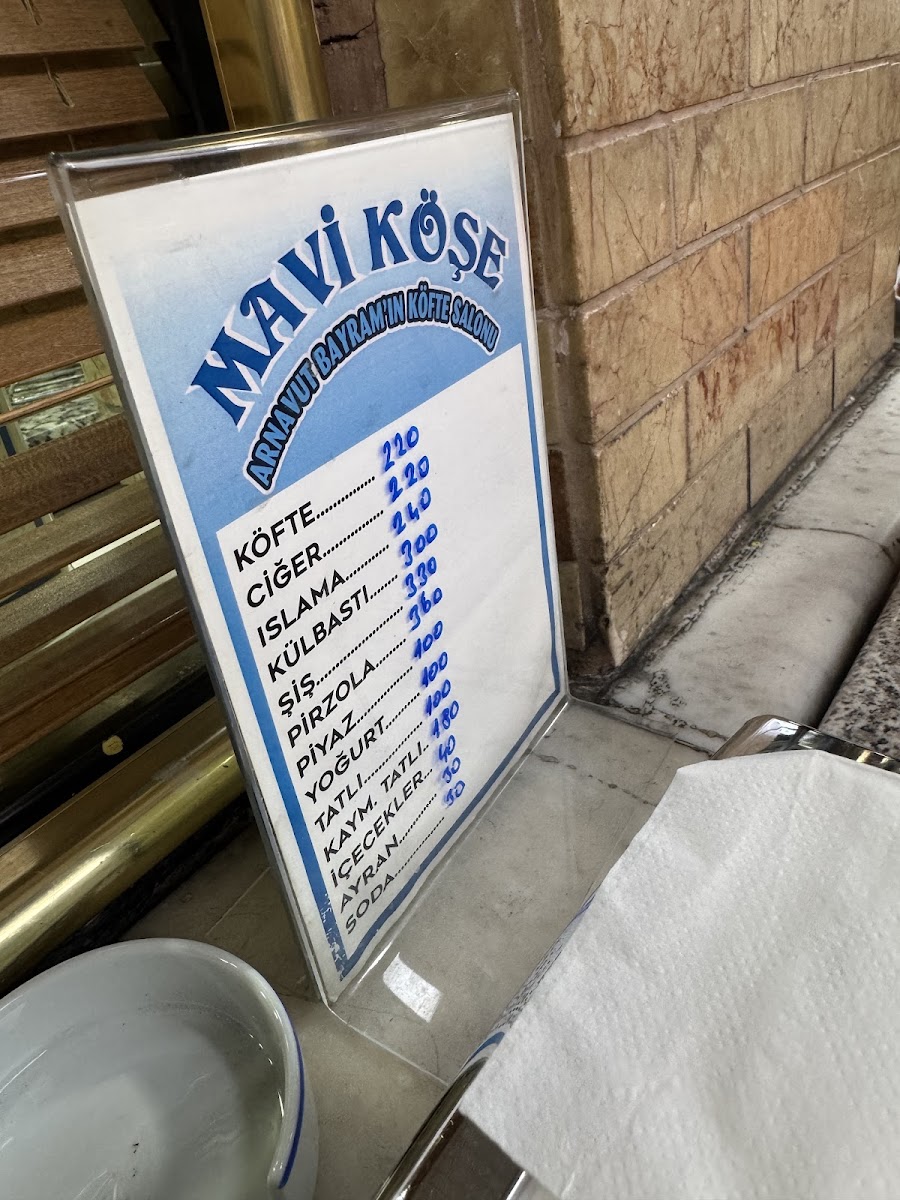 MAVİ KÖŞE
ARNAVUT BAYRAM'IN KÖFTE SALONU
KÖFTE............... 220
CİĞER............... 220
ISLAMA........... 240
KÜLBASTI....... 300
ŞİŞ..................... 330
PİRZOLA........ 360
PİYAZ.............. 100
YOĞURT......... 100
TATLI............... 100
KAYM. TATLI. 180
İÇECEKLER... 40
AYRAN........... 30
SODA.............. 30